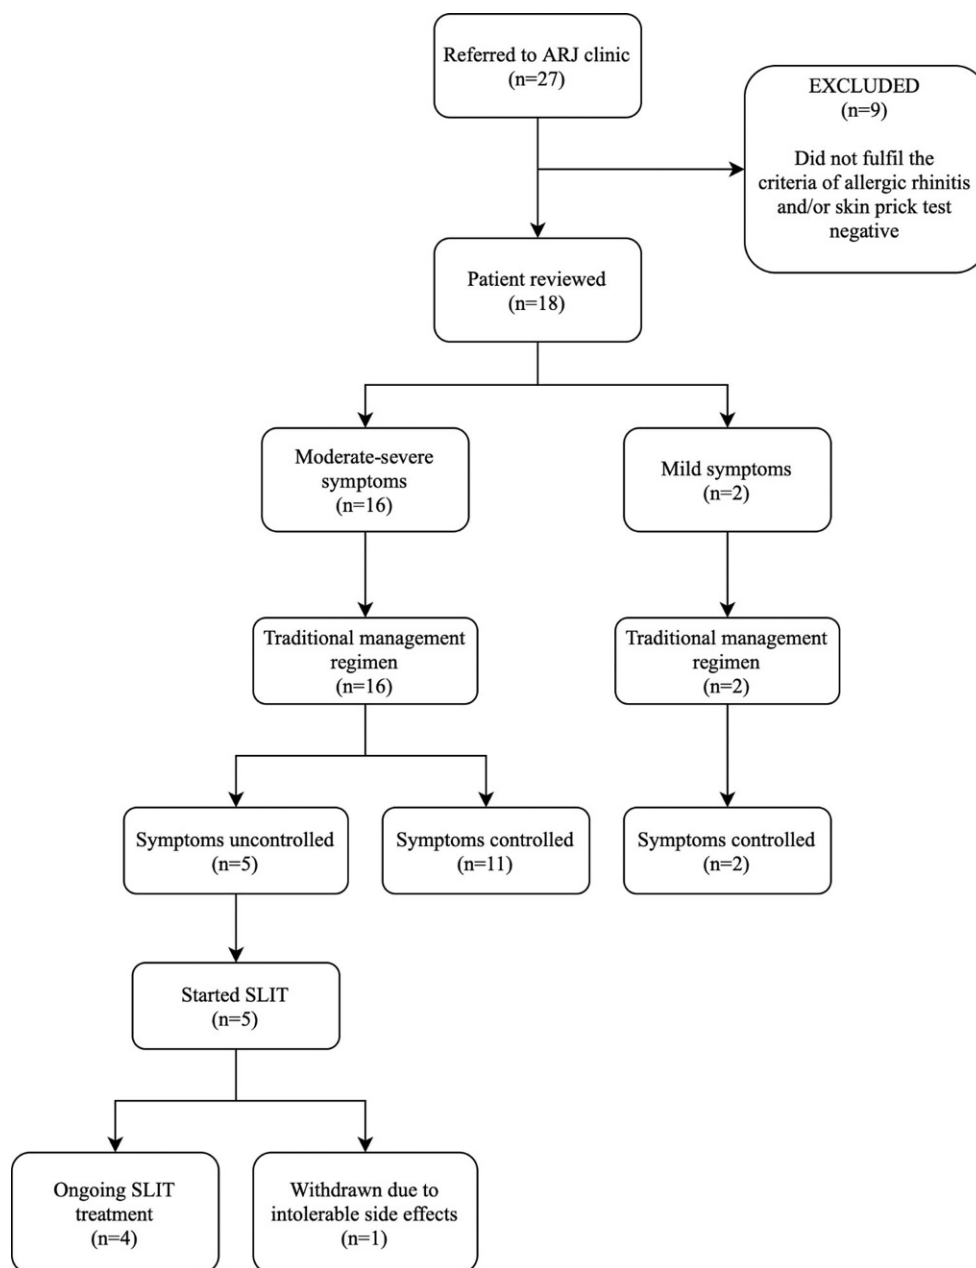 Referred to ARJ clinic
(n=27)
EXCLUDED
(n=9)
Did not fulfil the
criteria of allergic rhinitis
and/or skin prick test
negative
Patient reviewed
(n=18)
Moderate-severe
symptoms
(n=16)
Mild symptoms
(n=2)
Traditional management
regimen
(n=16)
Traditional management
regimen
(n=2)
Symptoms uncontrolled
(n=5)
Symptoms controlled
(n=11)
Symptoms controlled
(n=2)
Started SLIT
(n=5)
Ongoing SLIT
treatment
(n=4)
Withdrawn due to
intolerable side effects
(n=1)